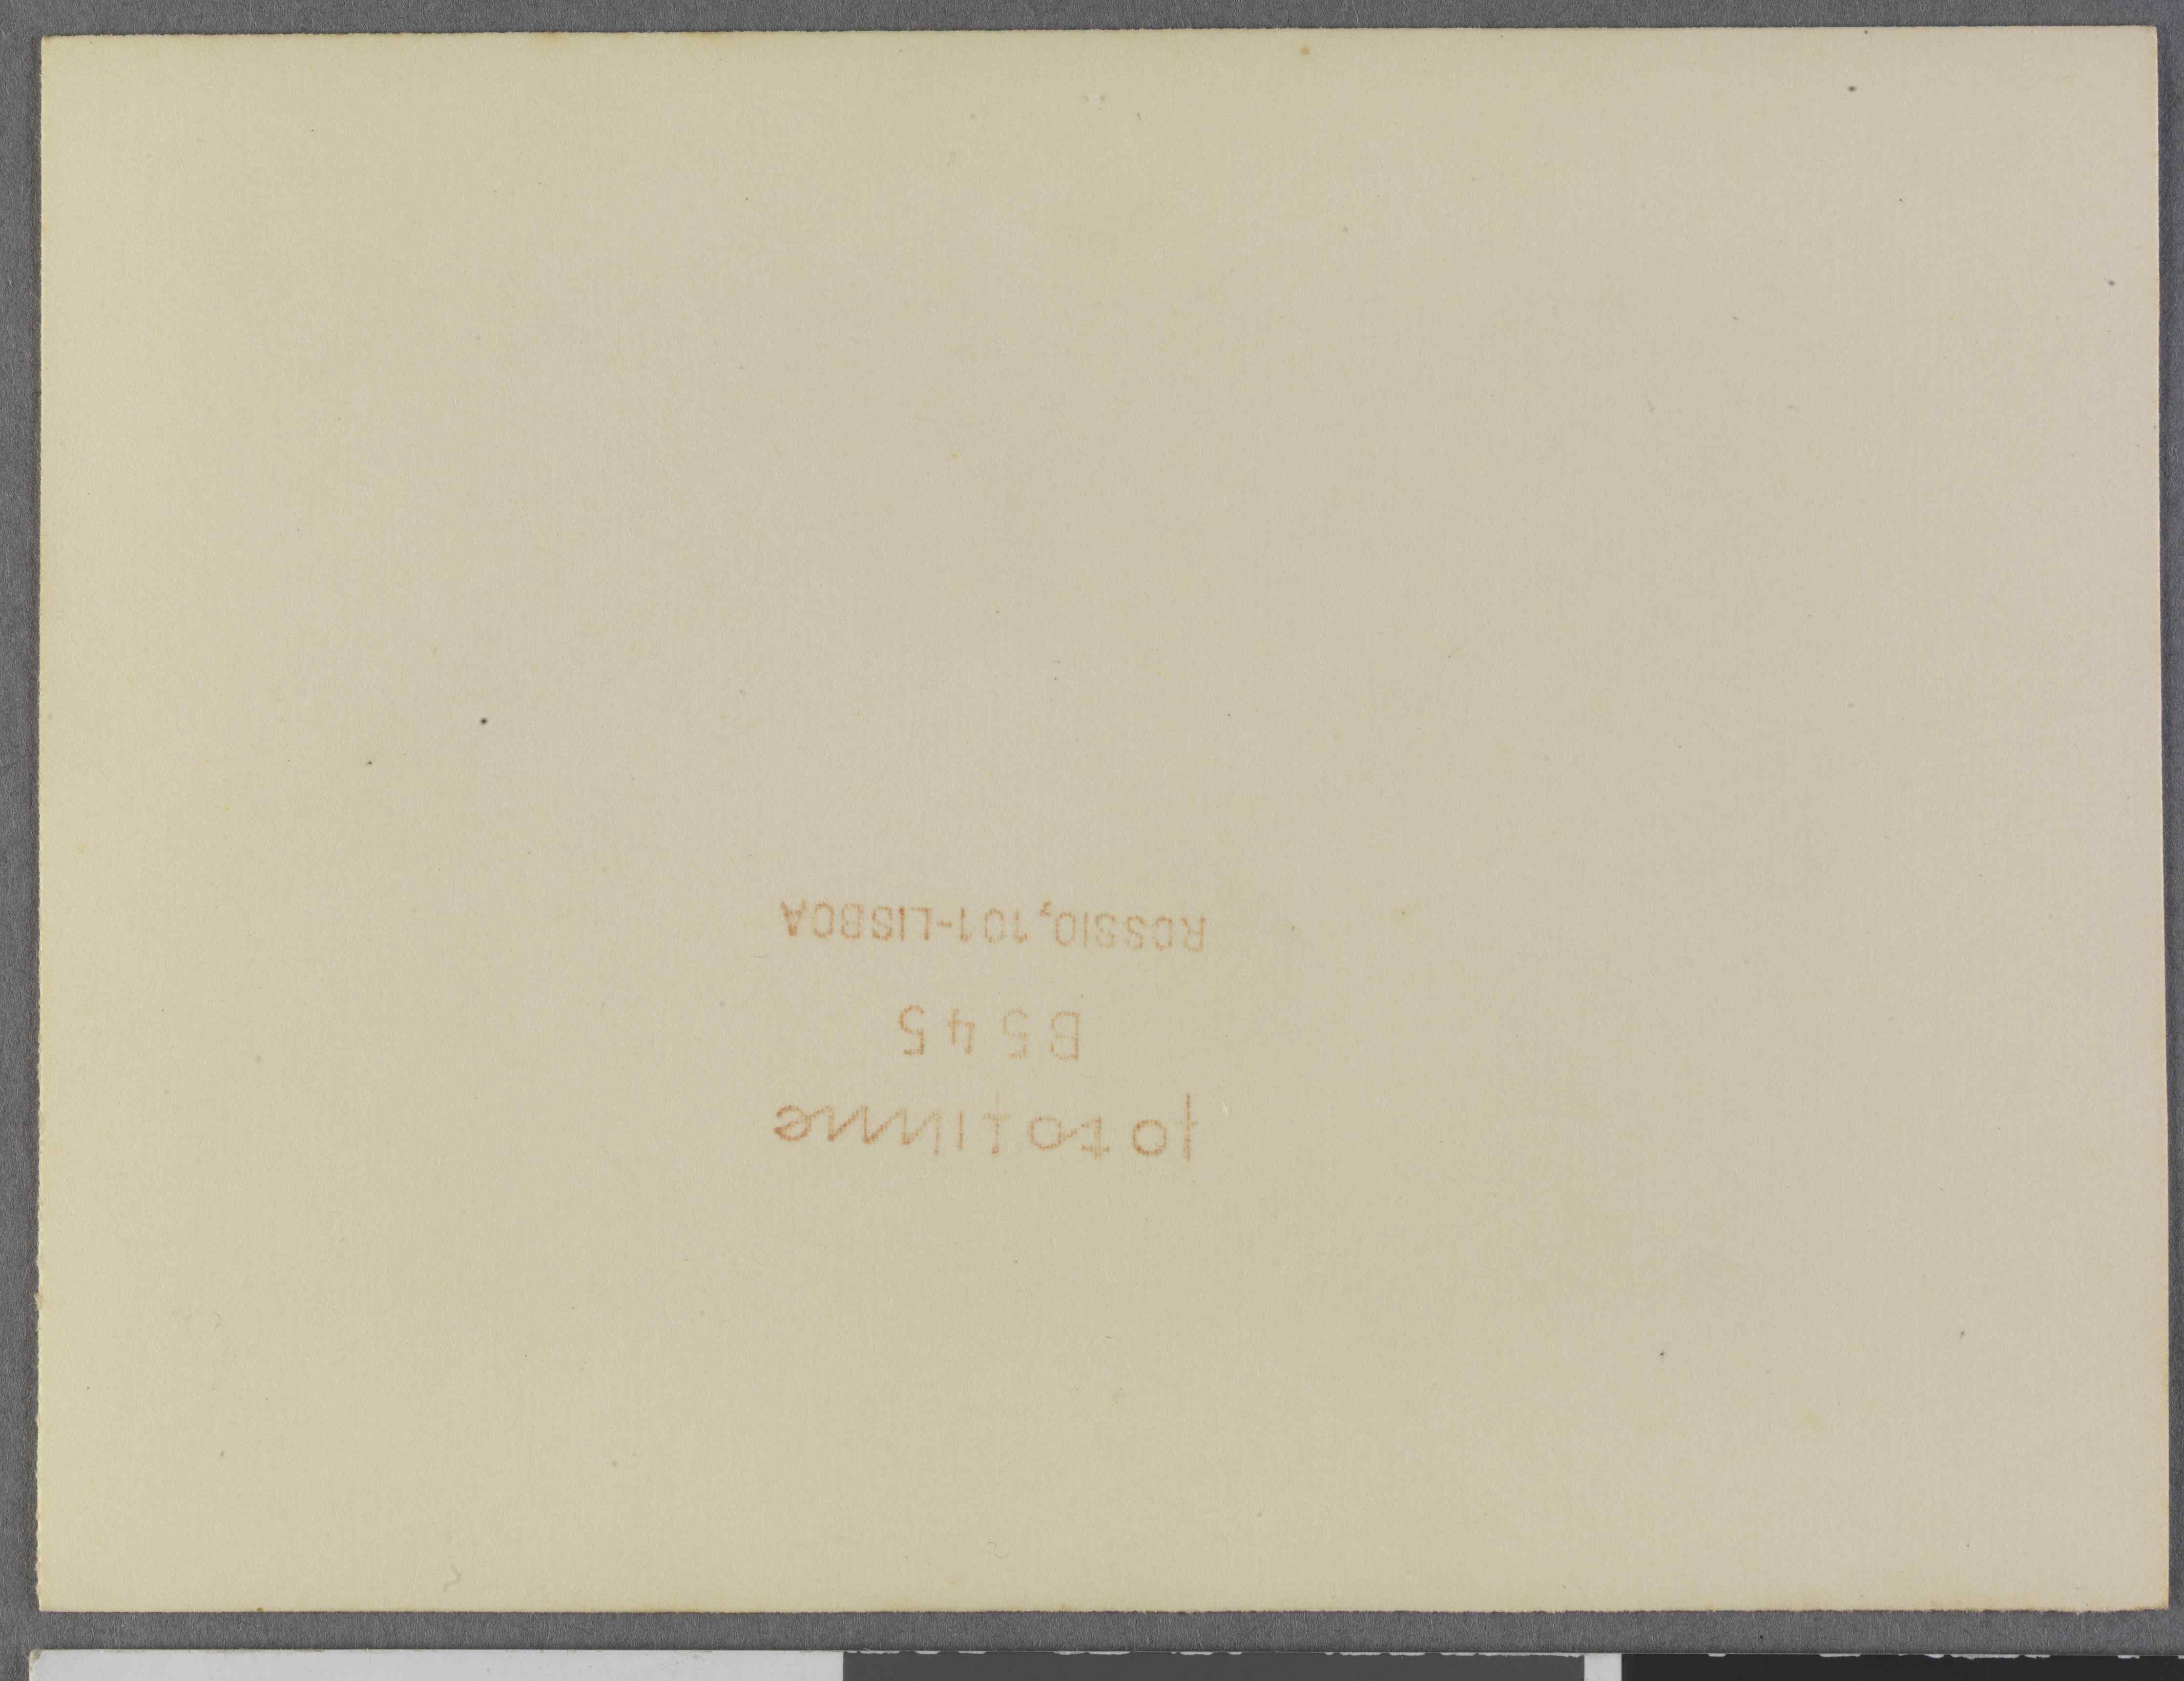 fotofilme
B545
ROSSIO, 101-LISBOA